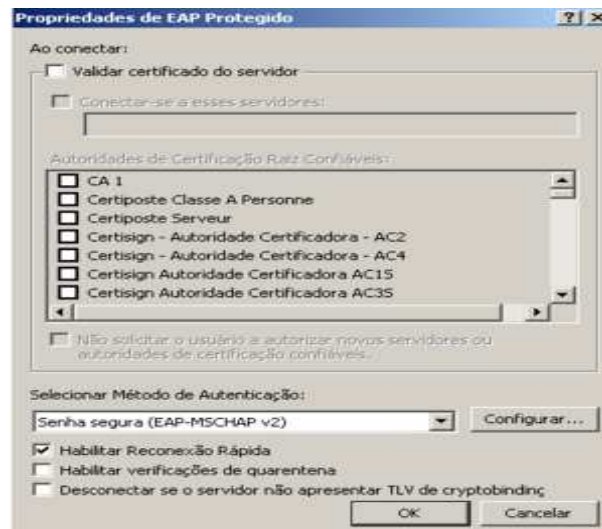 Propriedades de EAP Protegido
Ao conectar:
Validar certificado do servidor
Conectar-se a esses servidores:
Autoridades de Certificação Raiz Confiáveis:
CA 1
Certiposte Classe A Personne
Certiposte Serveur
Certisign - Autoridade Certificadora - AC2
Certisign - Autoridade Certificadora - AC4
Certisign Autoridade Certificadora AC1S
Certisign Autoridade Certificadora AC3S
Não solicitar o usuário a autorizar novos servidores ou
autoridades de certificação confiáveis.
Selecionar Método de Autenticação:
Senha segura (EAP-MSCHAP v2)
Configurar...
Habilitar Reconexão Rápida
Habilitar verificações de quarentena
Desconectar se o servidor não apresentar TLV de cryptobinding
OK
Cancelar